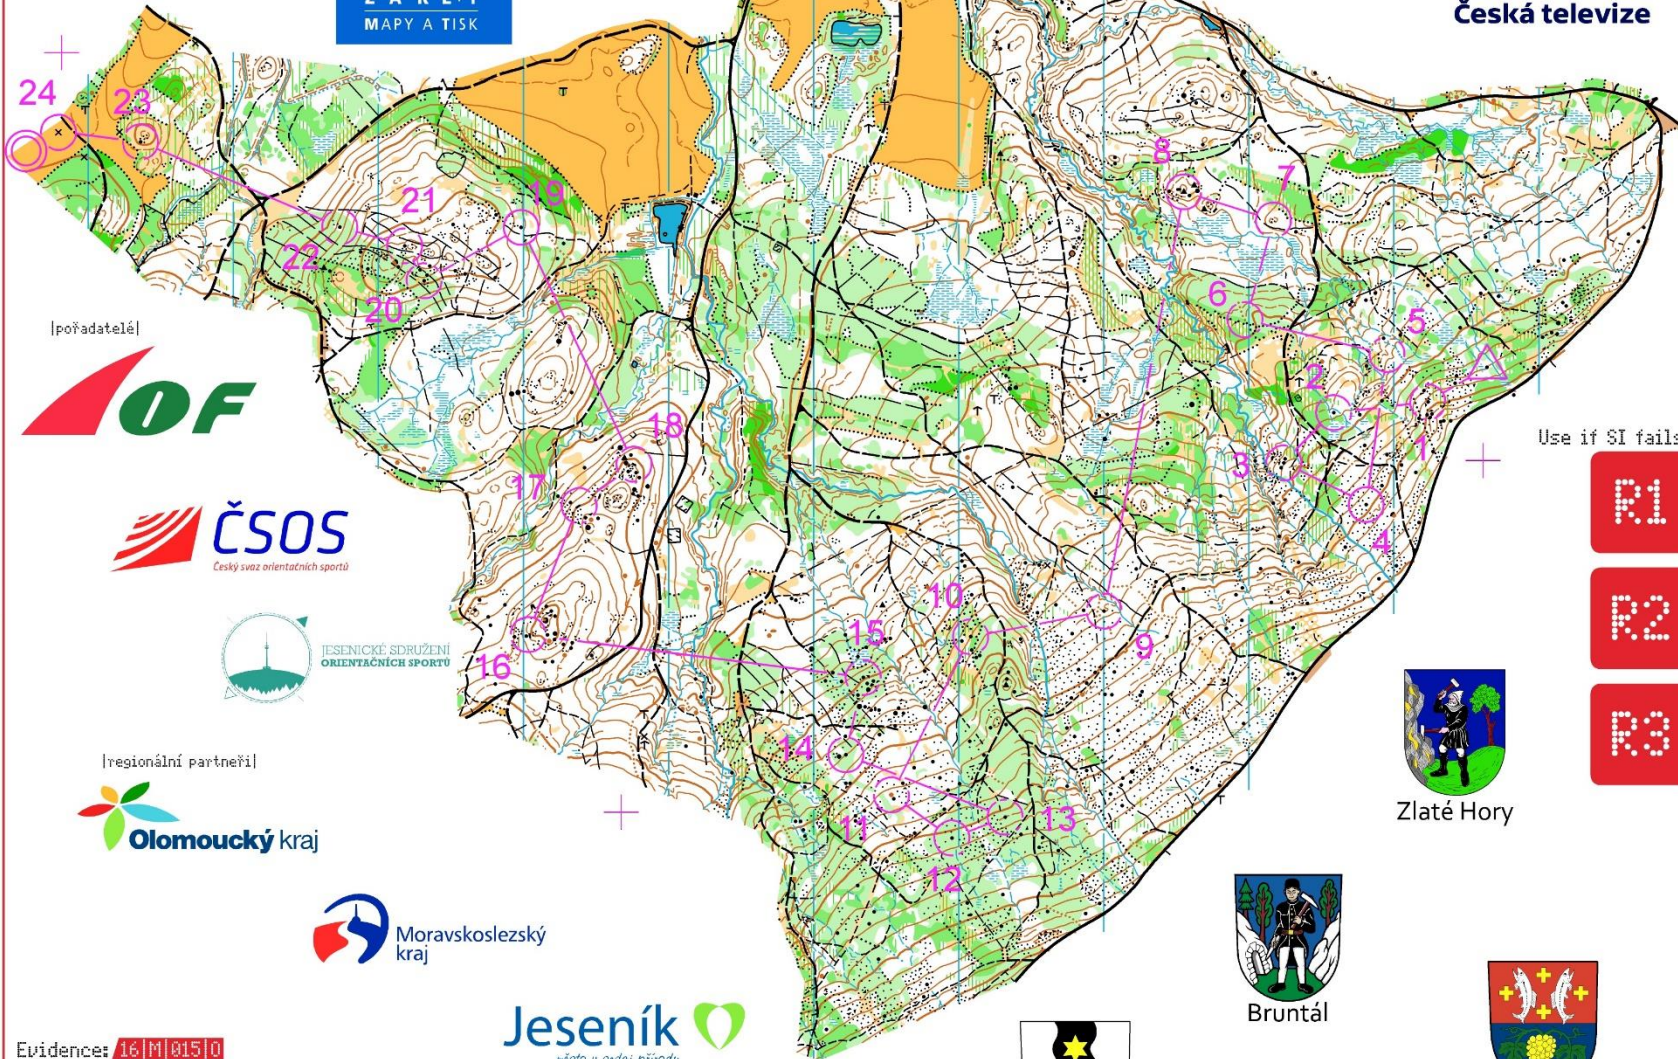 ŽAKET
MAPY A TISK
Česká televize
24
23
8
7
21
19
22
6
20
5
|pořadatelé|
2
IOF
18
1
Use if SI fails
3
17
R1
ČSOS
Český svaz orientačních sportů
4
10
R2
15
JESENICKÉ SDRUŽENÍ
ORIENTAČNÍCH SPORTŮ
9
16
R3
14
|regionální partneři|
Zlaté Hory
11
13
Olomoucký kraj
12
Moravskoslezský
kraj
Bruntál
Jeseník
Evidence: 16|M|015|O